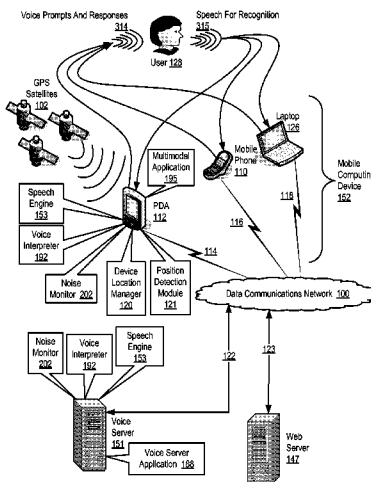 Voice Prompts And Responses
314
Speech For Recognition
315
User 128
GPS
Satellites
102
Laptop
126
Mobile
Phone
110
Mobile
Computing
Device
152
Multimodal
Application
195
Speech
Engine
153
PDA
112
Voice
Interpreter
192
116
118
114
Noise
Monitor
202
Device
Location
Manager
120
Position
Detection
Module
121
Data Communications Network 100
Noise
Monitor
202
Voice
Interpreter
192
Speech
Engine
153
122
123
Voice
Server
151
Voice Server
Application 188
Web
Server
147